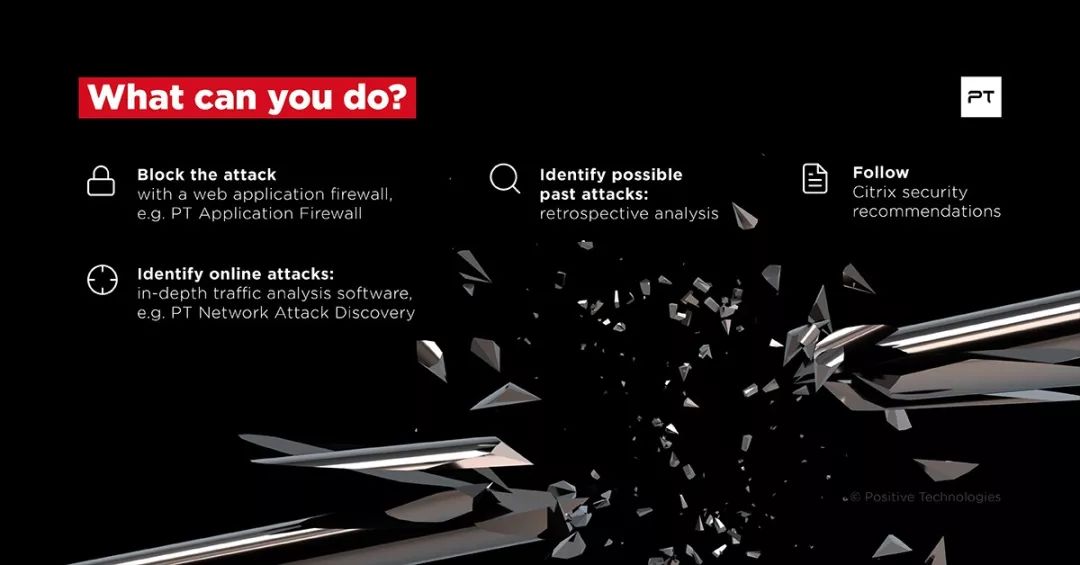 What can you do?
PT
Block the attack
with a web application firewall,
e.g. PT Application Firewall
Identify possible
past attacks:
retrospective analysis
Follow
Citrix security
recommendations
Identify online attacks:
in-depth traffic analysis software,
e.g. PT Network Attack Discovery
© Positive Technologies